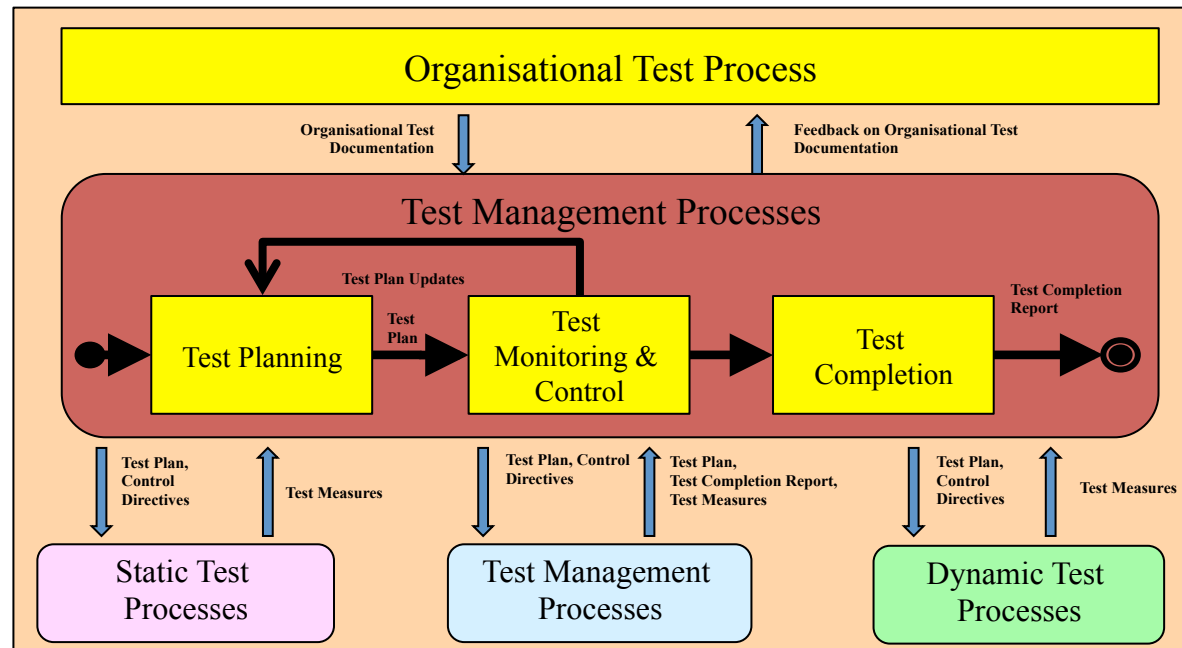 Organisational Test Process
Organisational Test
Documentation
Feedback on Organisational Test
Documentation
Test Management Processes
Test Plan Updates
Test Completion
Report
Test
Plan
Test Planning
Test
Monitoring &
Control
Test
Completion
Test Plan,
Control
Directives
Test Measures
Test Plan, Control
Directives
Test Plan,
Test Completion Report,
Test Measures
Test Plan,
Control
Directives
Test Measures
Static Test
Processes
Test Management
Processes
Dynamic Test
Processes